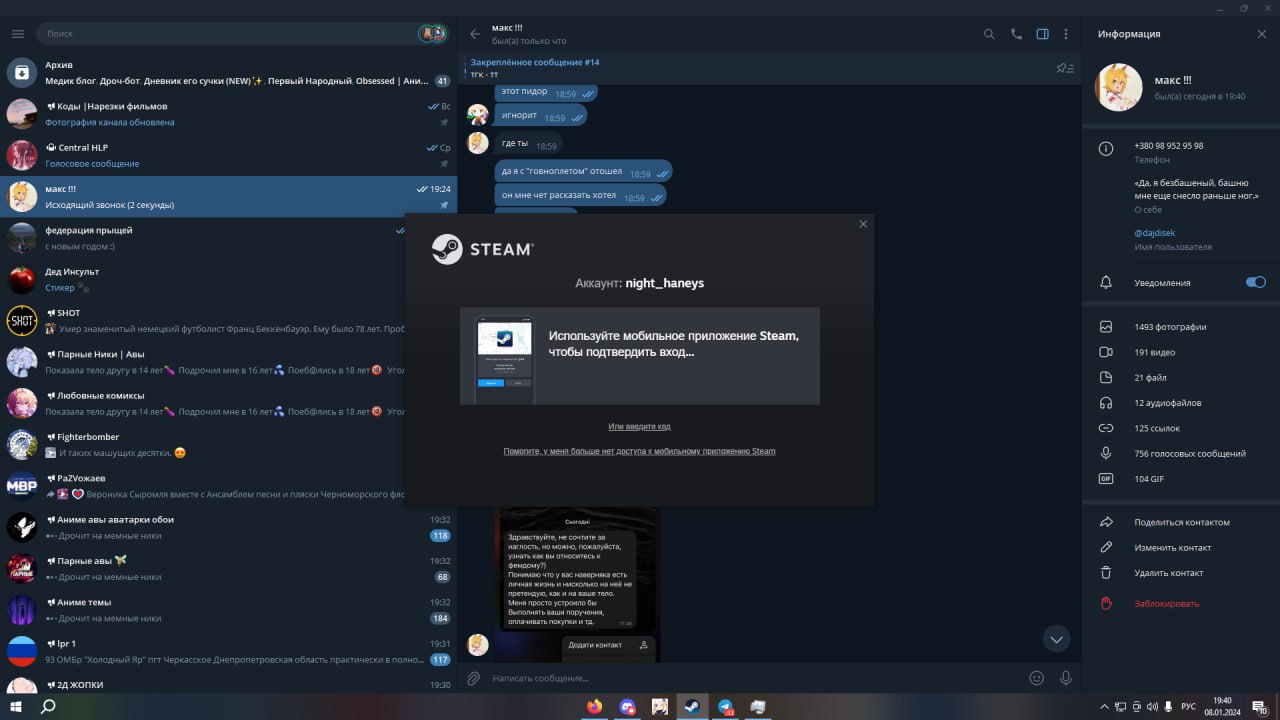 Поиск
Архив
Медик блог, Дроч-бот, Дневник его сучки (NEW)✨, Первый Народный, Obsessed | Ани...
41
Коды |Нарезки фильмов
Вс
Фотография канала обновлена
Central HLP
Ср
Голосовое сообщение
макс !!!
19:24
Исходящий звонок (2 секунды)
федерация прыщей
с новым годом :)
Дед Инсульт
Стикер
SHOT
SHOT
Умер знаменитый немецкий футболист Франц Беккенбауэр. Ему было 78 лет. Проб
Парные Ники | Авы
Показала тело другу в 14 лет🍆 Подрочил мне в 16 лет💦 Поеб@лись в 18 лет🔞 Угол
Любовные комиксы
Показала тело другу в 14 лет🍆 Подрочил мне в 16 лет💦 Поеб@лись в 18 лет🔞 Угол
Fighterbomber
И таких машущих десятки. 😍
МВР
PaZVожаев
Вероника Сыромля вместе с Ансамблем песни и пляски Черноморского фло
Аниме авы аватарки обои
19:32
Дрочит на мемные ники
118
ПАРНЫЕ
Парные авы
19:32
Дрочит на мемные ники
68
Аниме темы
19:32
Дрочит на мемные ники
184
lpr 1
19:31
93 ОМБр "Холодный Яр" пгт Черкасское Днепропетровская область практически в полно...
117
2Д ЖОПКИ
19:30
макс !!!
был(а) только что
Закреплённое сообщение #14
тгк - тт
этот пидор
18:59
игнорит
18:59
где ты
18:59
да я с "говноплетом" отошел
18:59
он мне чет расказать хотел
18:59
STEAM®
Аккаунт: night_haneys
Используйте мобильное приложение Steam,
чтобы подтвердить вход...
Или введите код
Помогите, у меня больше нет доступа к мобильному приложению Steam
Сьогодні
Здравствуйте, не сочтите за
наглость, но можно, пожалуйста,
узнать как вы относитесь к
фемдому?)
Понимаю что у вас наверняка есть
личная жизнь и нисколько на неё не
претендую, как и на ваше тело.
Меня просто устроило бы
Выполнять ваши поручения,
оплачивать покупки и тд.
Додати контакт
Написать сообщение...
Информация
макс !!!
был(а) сегодня в 19:40
+380 98 952 95 98
Телефон
«Да, я безбашеный, башню
мне еще снесло раньше ног.»
О себе
@dajdisek
Имя пользователя
Уведомления
1493 фотографии
191 видео
21 файл
12 аудиофайлов
125 ссылок
756 голосовых сообщений
GIF
104 GIF
Поделиться контактом
Изменить контакт
Удалить контакт
Заблокировать
РУС
19:40
08.01.2024